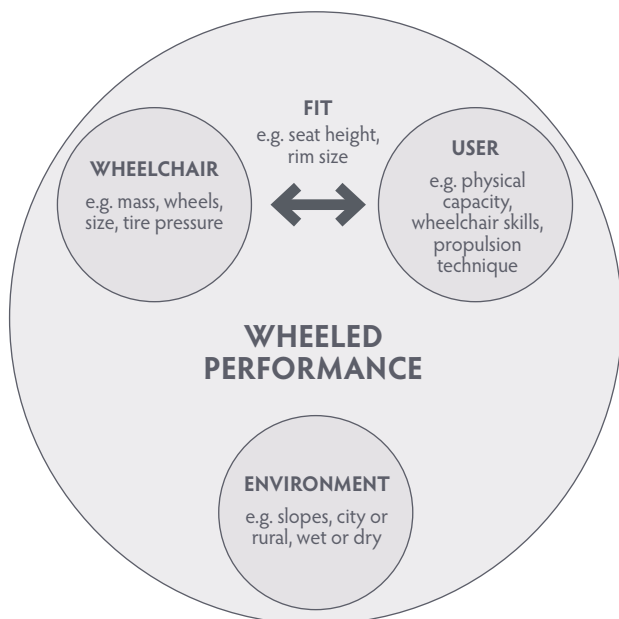 FIT
e.g. seat height,
rim size
WHEELCHAIR
e.g. mass, wheels,
size, tire pressure
USER
e.g. physical
capacity,
wheelchair skills,
propulsion
technique
WHEELED
PERFORMANCE
ENVIRONMENT
e.g. slopes, city or
rural, wet or dry